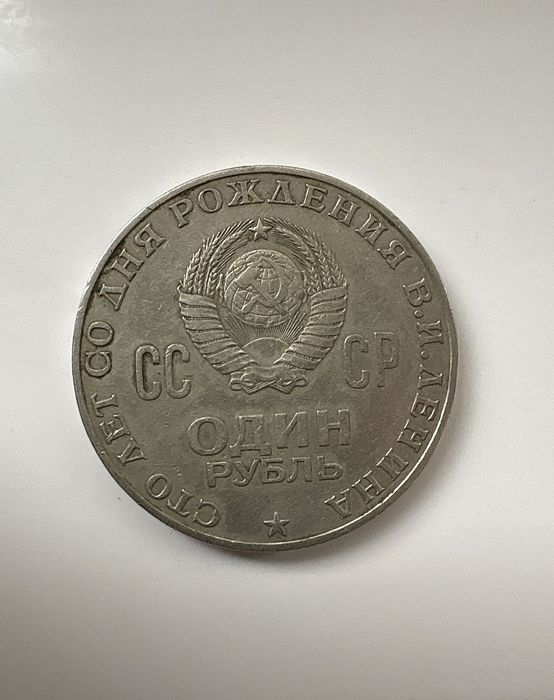 СТО ЛЕТ СО ДНЯ РОЖДЕНИЯ В.И.ЛЕНИНА
СС СР
ОДИН
РУБЛЬ